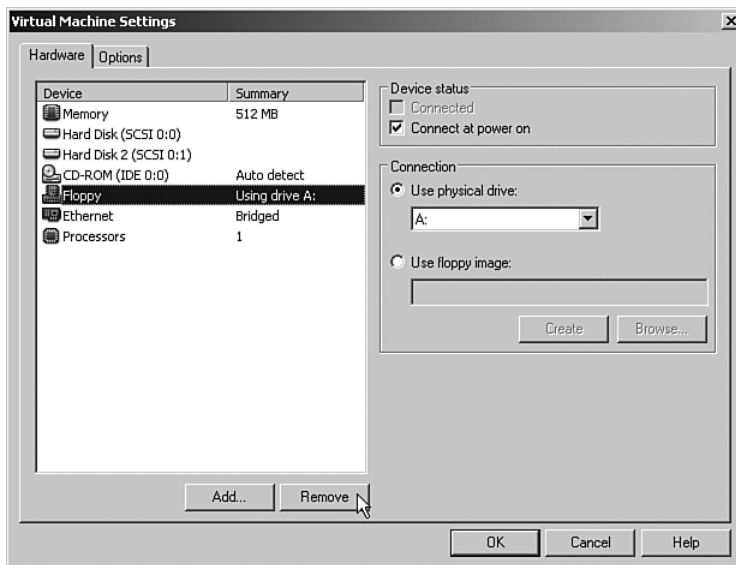 Virtual Machine Settings
Hardware
Options
Device Summary
Memory 512 MB
Hard Disk (SCSI 0:0)
Hard Disk 2 (SCSI 0:1)
CD-ROM (IDE 0:0) Auto detect
Floppy Using drive A:
Ethernet Bridged
Processors 1
Add... Remove
Device status
Connected
Connect at power on
Connection
Use physical drive:
A:
Use floppy image:
Create Browse...
OK Cancel Help